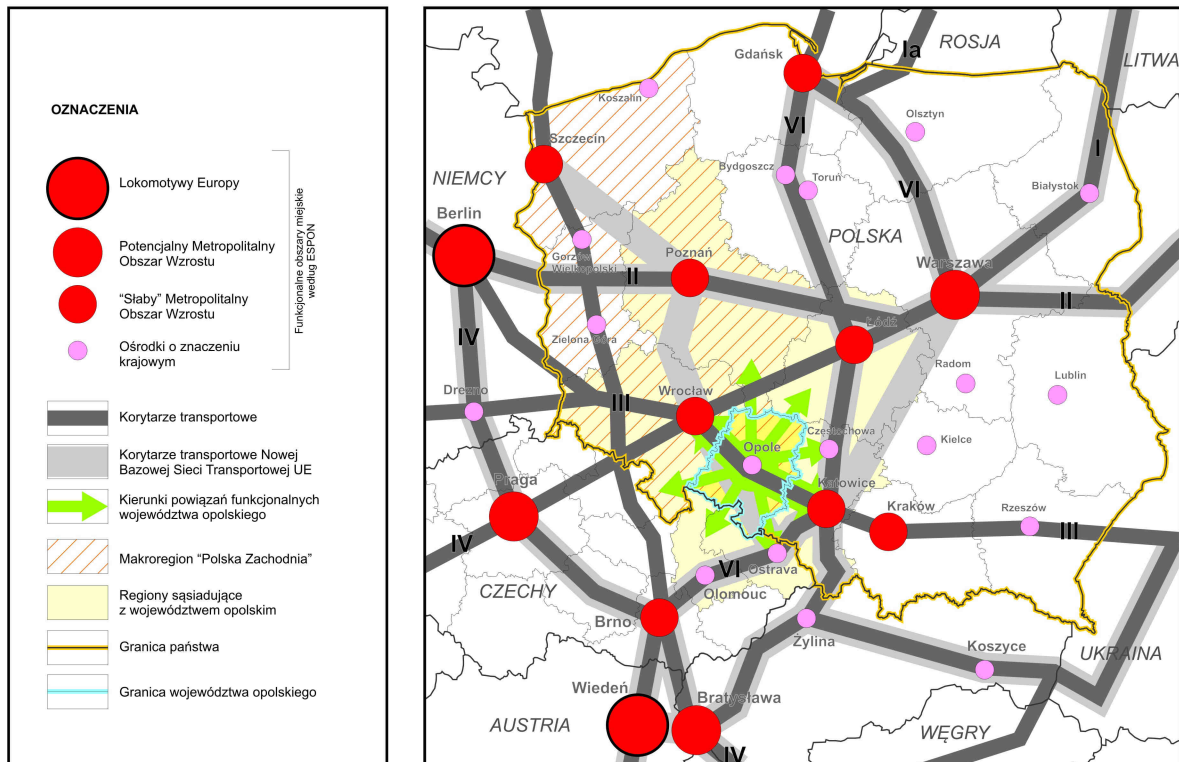 OZNACZENIA
Lokomotywy Europy
Potencjalny Metropolitalny
Obszar Wzrostu
“Słaby” Metropolitalny
Obszar Wzrostu
Ośrodki o znaczeniu
krajowym
Funkcjonalne obszary miejskie
według ESPON
Korytarze transportowe
Korytarze transportowe Nowej
Bazowej Sieci Transportowej UE
Kierunki powiązań funkcjonalnych
województwa opolskiego
Makroregion “Polska Zachodnia”
Regiony sąsiadujące
z województwem opolskim
Granica państwa
Granica województwa opolskiego
ROSJA
Ia
Gdańsk
LITWA
Koszalin
Olsztyn
VI
Szczecin
I
Bydgoszcz
Toruń
NIEMCY
VI
Białystok
Berlin
POLSKA
Poznań
Gorzów
Wielkopolski
Warszawa
II
II
IV
Zielona Góra
Łódź
Radom
Lublin
Drezno
III
Wrocław
Częstochowa
Kielce
Opole
Praga
Katowice
Kraków
Rzeszów
III
IV
Ostrava
VI
CZECHY
Olomouc
Brno
Żylina
Koszyce
UKRAINA
Wiedeń
Bratysława
AUSTRIA
WĘGRY
IV